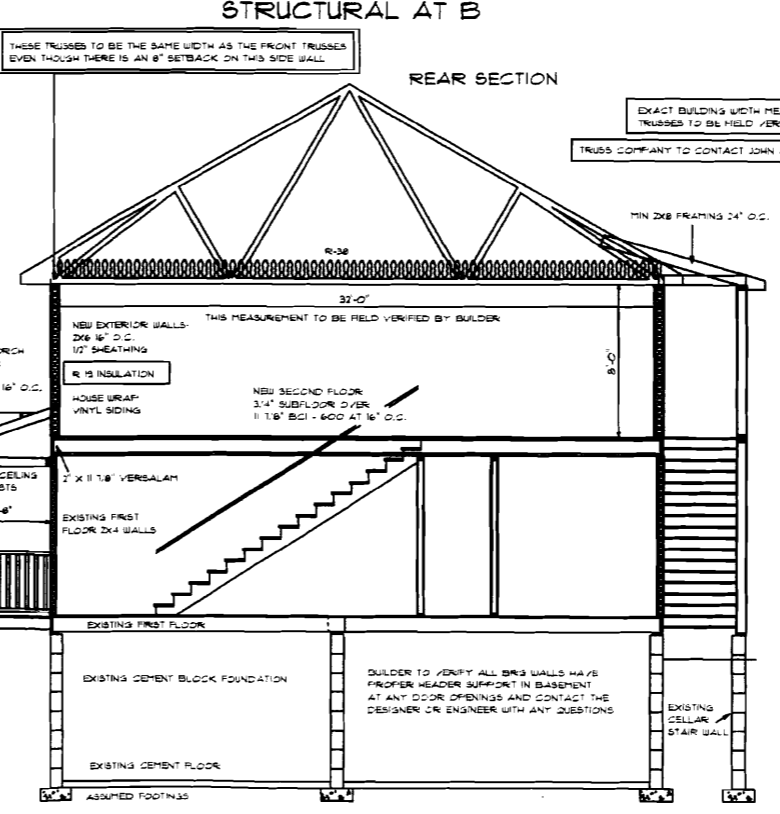 STRUCTURAL AT B
THESE TRUSSES TO BE THE SAME WIDTH AS THE FRONT TRUSSES
EVEN THOUGH THERE IS AN 8" SETBACK ON THIS SIDE WALL
REAR SECTION
EXACT BUILDING WIDTH ME
TRUSSES TO BE FIELD VER
TRUSS COMPANY TO CONTACT JOHN
MIN 2X8 FRAMING 24" O.C.
R-38
32'-0"
THIS MEASUREMENT TO BE FIELD VERIFIED BY BUILDER
NEW EXTERIOR WALLS-
2X6 16" O.C.
1/2" SHEATHING
R 19 INSULATION
HOUSE WRAP
VINYL SIDING
8'-0"
ORCH
16" O.C.
NEW SECOND FLOOR
3/4" SUBFLOOR OVER
11 7/8" BCI - 600 AT 16" O.C.
2" X 11 7/8" VERSALAM
CEILING
STS
-8"
EXISTING FIRST
FLOOR 2X4 WALLS
EXISTING FIRST FLOOR
EXISTING CEMENT BLOCK FOUNDATION
BUILDER TO VERIFY ALL BRG WALLS HAVE
PROPER HEADER SUPPORT IN BASEMENT
AT ANY DOOR OPENINGS AND CONTACT THE
DESIGNER OR ENGINEER WITH ANY QUESTIONS
EXISTING
CELLAR
STAIR WALL
EXISTING CEMENT FLOOR
ASSUMED FOOTINGS